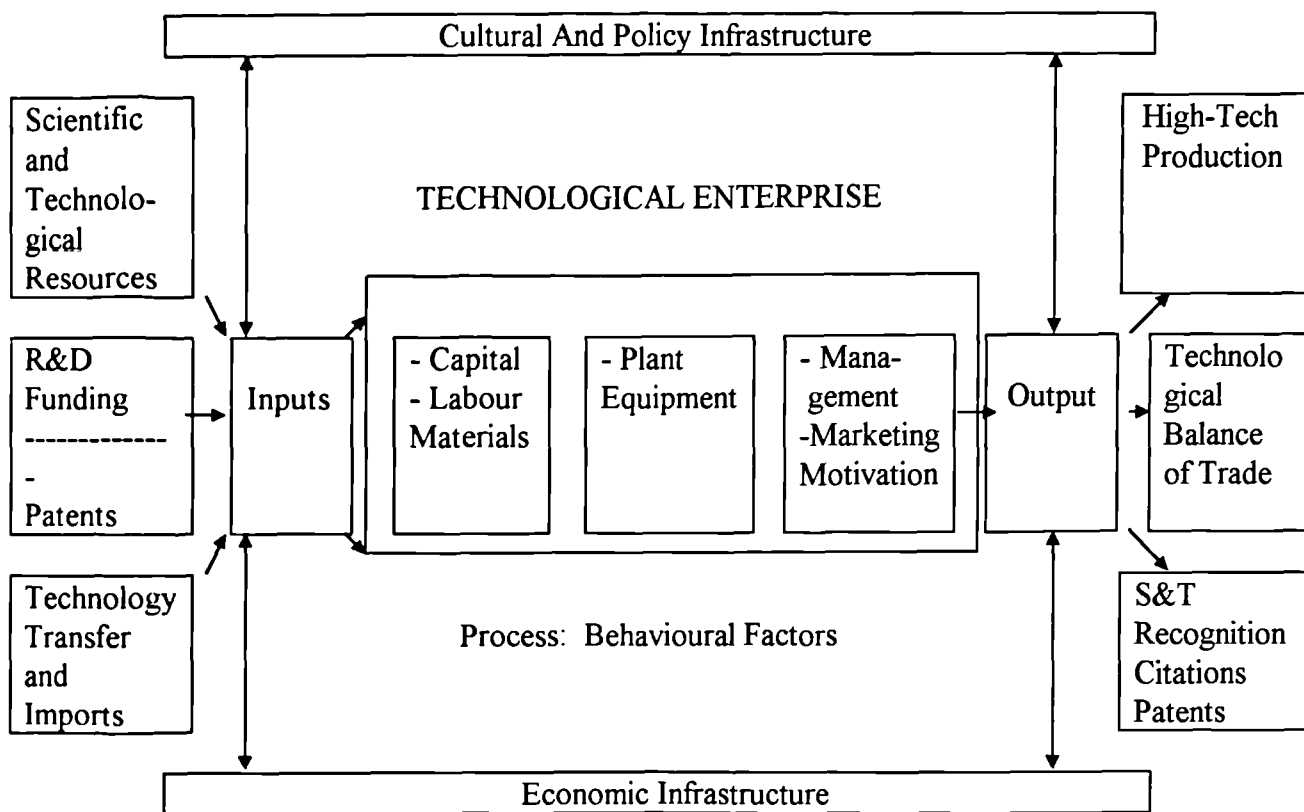 Cultural And Policy Infrastructure
Scientific
and
Technolo-
gical
Resources
R&D
Funding
-------------
-
Patents
Technology
Transfer
and
Imports
Inputs
TECHNOLOGICAL ENTERPRISE
- Capital
- Labour
Materials
- Plant
Equipment
- Mana-
gement
-Marketing
Motivation
Process: Behavioural Factors
Output
High-Tech
Production
Technolo
gical
Balance
of Trade
S&T
Recognition
Citations
Patents
Economic Infrastructure